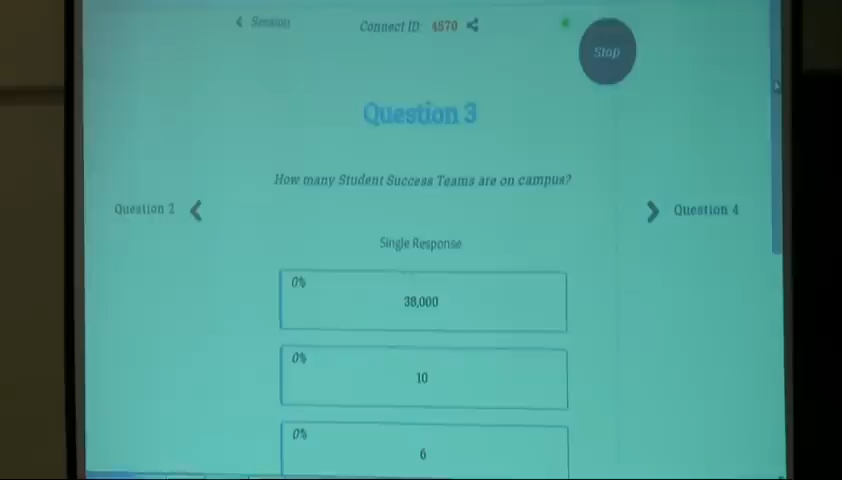 Session
Connect ID 4570
Stop
Question 3
How many Student Success Teams are on campus?
Question 2
Question 4
Single Response
0%
38,000
0%
10
0%
6